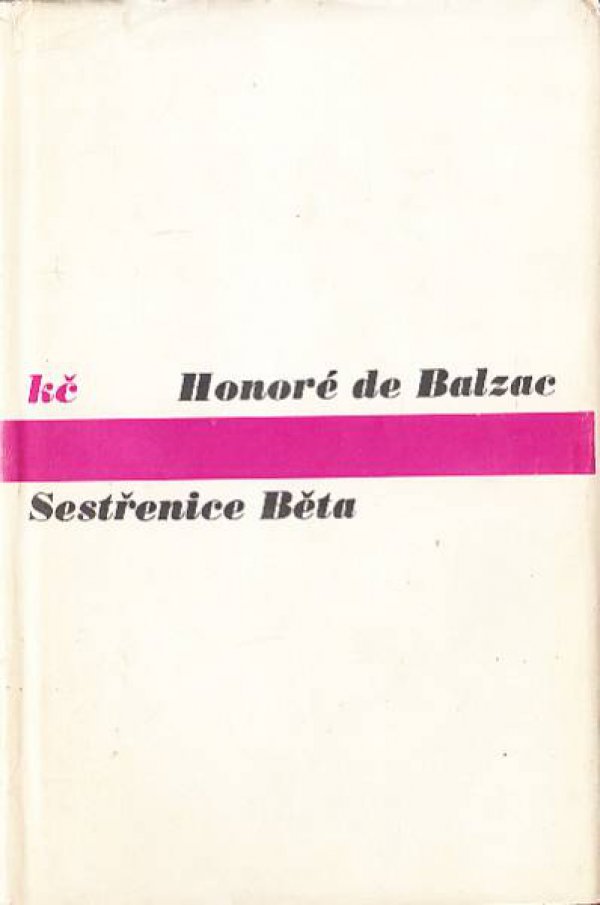 kč Honoré de Balzac
Sestřenice Běta